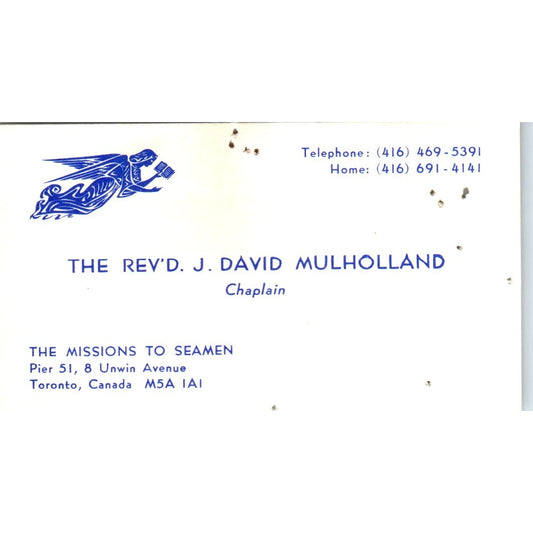 Telephone: (416) 469-5391
Home: (416) 691-4141
THE REV'D. J. DAVID MULHOLLAND
Chaplain
THE MISSIONS TO SEAMEN
Pier 51, 8 Unwin Avenue
Toronto, Canada M5A 1A1